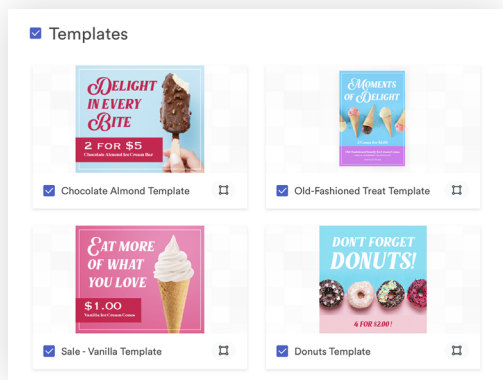 Templates
DELIGHT
IN EVERY
BITE
2 FOR $5
Chocolate Almond Ice Cream Bar
Chocolate Almond Template
MOMENTS
OF DELIGHT
Old-Fashioned Treat Template
EAT MORE
OF WHAT
YOU LOVE
$1.00
Vanilla Ice Cream Cones
Sale - Vanilla Template
DON'T FORGET
DONUTS!
4 FOR $2.00!
Donuts Template